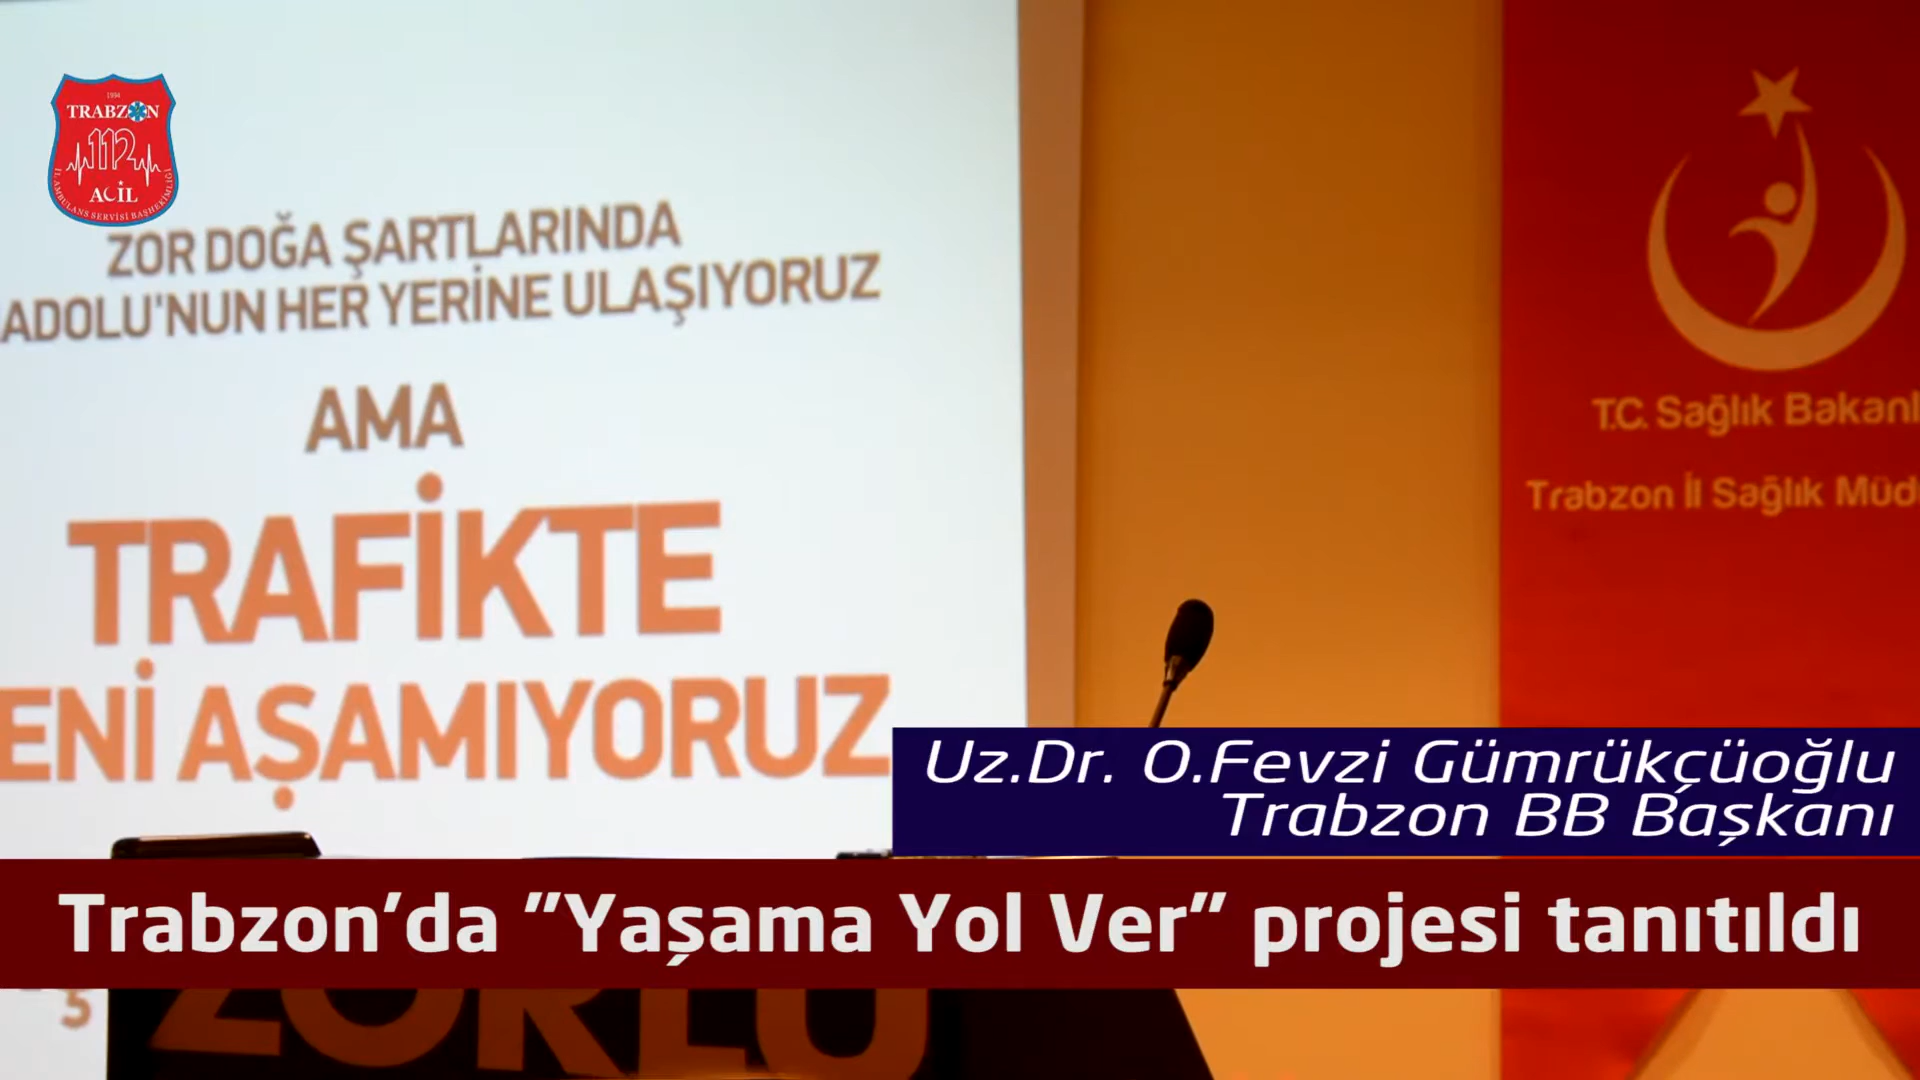 1994
TRABZON
112
ACİL
İL AMBULANS SERVİSİ BAŞHEKİMLİĞİ
ZOR DOĞA ŞARTLARINDA
ADOLU'NUN HER YERİNE ULAŞIYORUZ
AMA
TRAFİKTE
ENİ AŞAMIYORUZ
T.C. Sağlık Bakanl
Trabzon İl Sağlık Müd
Uz.Dr. O.Fevzi Gümrükçüoğlu
Trabzon BB Başkanı
Trabzon’da ”Yaşama Yol Ver” projesi tanıtıldı
ZORLU